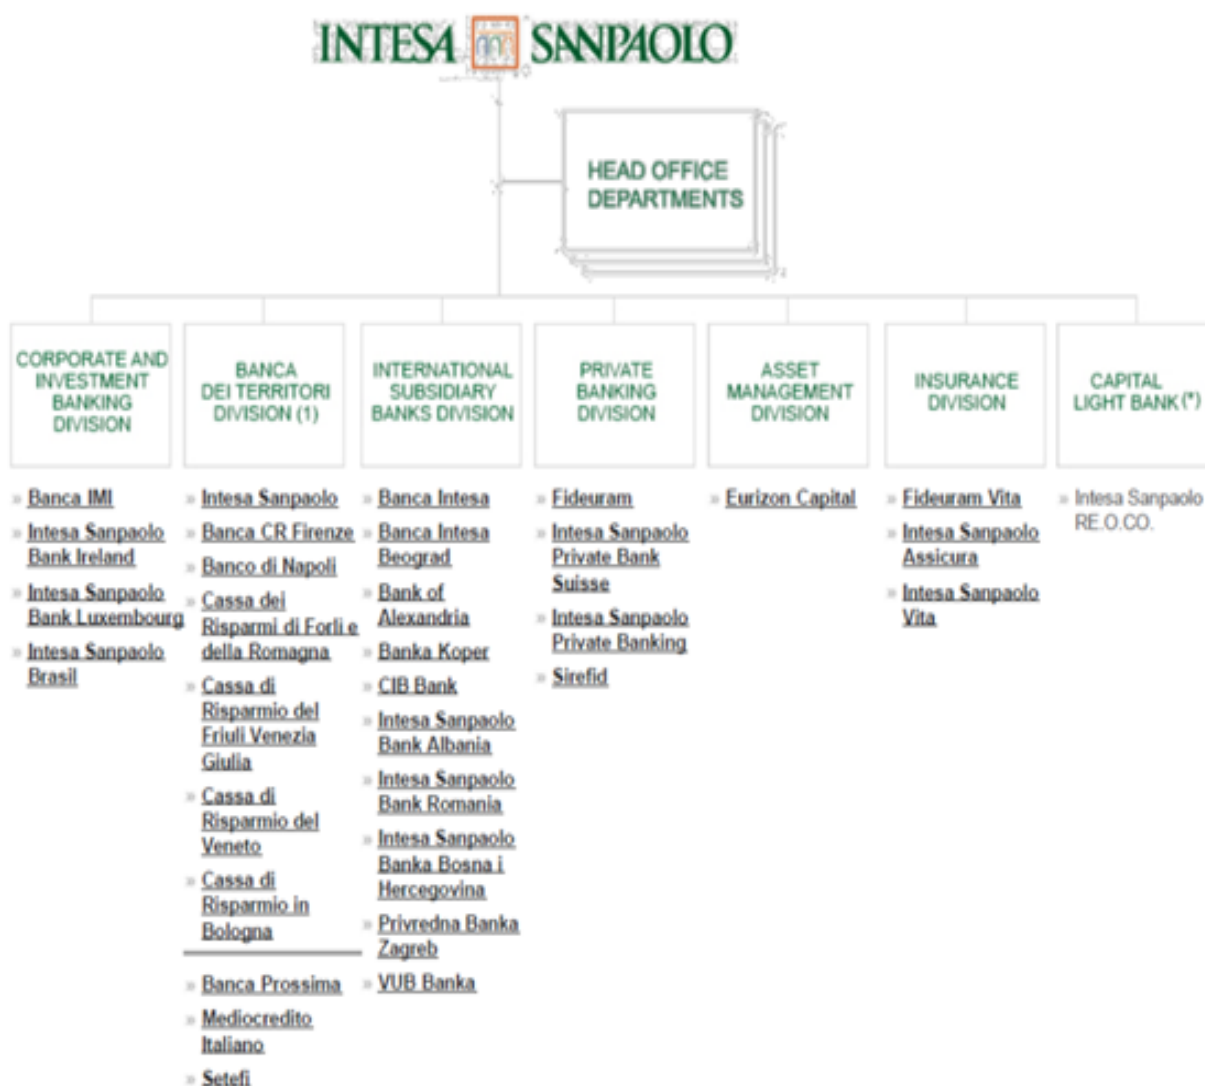 INTESA SANPAOLO
HEAD OFFICE
DEPARTMENTS
CORPORATE AND
INVESTMENT
BANKING
DIVISION
» Banca IMI
» Intesa Sanpaolo
Bank Ireland
» Intesa Sanpaolo
Bank Luxembourg
» Intesa Sanpaolo
Brasil
BANCA
DEI TERRITORI
DIVISION (1)
» Intesa Sanpaolo
» Banca CR Firenze
» Banco di Napoli
» Cassa dei
Risparmi di Forli e
della Romagna
» Cassa di
Risparmio del
Friuli Venezia
Giulia
» Cassa di
Risparmio del
Veneto
» Cassa di
Risparmio in
Bologna
» Banca Prossima
» Mediocredito
Italiano
» Setefi
INTERNATIONAL
SUBSIDIARY
BANKS DIVISION
» Banca Intesa
» Banca Intesa
Beograd
» Bank of
Alexandria
» Banka Koper
» CIB Bank
» Intesa Sanpaolo
Bank Albania
» Intesa Sanpaolo
Bank Romania
» Intesa Sanpaolo
Banka Bosna i
Hercegovina
» Privredna Banka
Zagreb
» VUB Banka
PRIVATE
BANKING
DIVISION
» Fideuram
» Intesa Sanpaolo
Private Bank
Suisse
» Intesa Sanpaolo
Private Banking
» Sirefid
ASSET
MANAGEMENT
DIVISION
» Eurizon Capital
INSURANCE
DIVISION
» Fideuram Vita
» Intesa Sanpaolo
Assicura
» Intesa Sanpaolo
Vita
CAPITAL
LIGHT BANK (*)
» Intesa Sanpaolo
RE.O.CO.